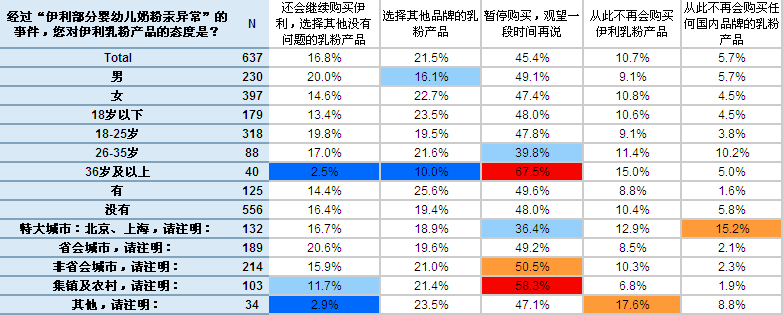 经过“伊利部分婴幼儿奶粉汞异常”的事件，您对伊利乳粉产品的态度是？ N 还会继续购买伊利，选择其他没有问题的乳粉产品 选择其他品牌的乳粉产品 暂停购买，观望一段时间再说 从此不再会购买伊利乳粉产品 从此不再会购买任何国内品牌的乳粉产品
Total 637 16.8% 21.5% 45.4% 10.7% 5.7%
男 230 20.0% 16.1% 49.1% 9.1% 5.7%
女 397 14.6% 22.7% 47.4% 10.8% 4.5%
18岁以下 179 13.4% 23.5% 48.0% 10.6% 4.5%
18-25岁 318 19.8% 19.5% 47.8% 9.1% 3.8%
26-35岁 88 17.0% 21.6% 39.8% 11.4% 10.2%
36岁及以上 40 2.5% 10.0% 67.5% 15.0% 5.0%
有 125 14.4% 25.6% 49.6% 8.8% 1.6%
没有 556 16.4% 19.4% 48.0% 10.4% 5.8%
特大城市：北京、上海，请注明： 132 16.7% 18.9% 36.4% 12.9% 15.2%
省会城市，请注明： 189 20.6% 19.6% 49.2% 8.5% 2.1%
非省会城市，请注明： 214 15.9% 21.0% 50.5% 10.3% 2.3%
集镇及农村，请注明： 103 11.7% 21.4% 58.3% 6.8% 1.9%
其他，请注明： 34 2.9% 23.5% 47.1% 17.6% 8.8%